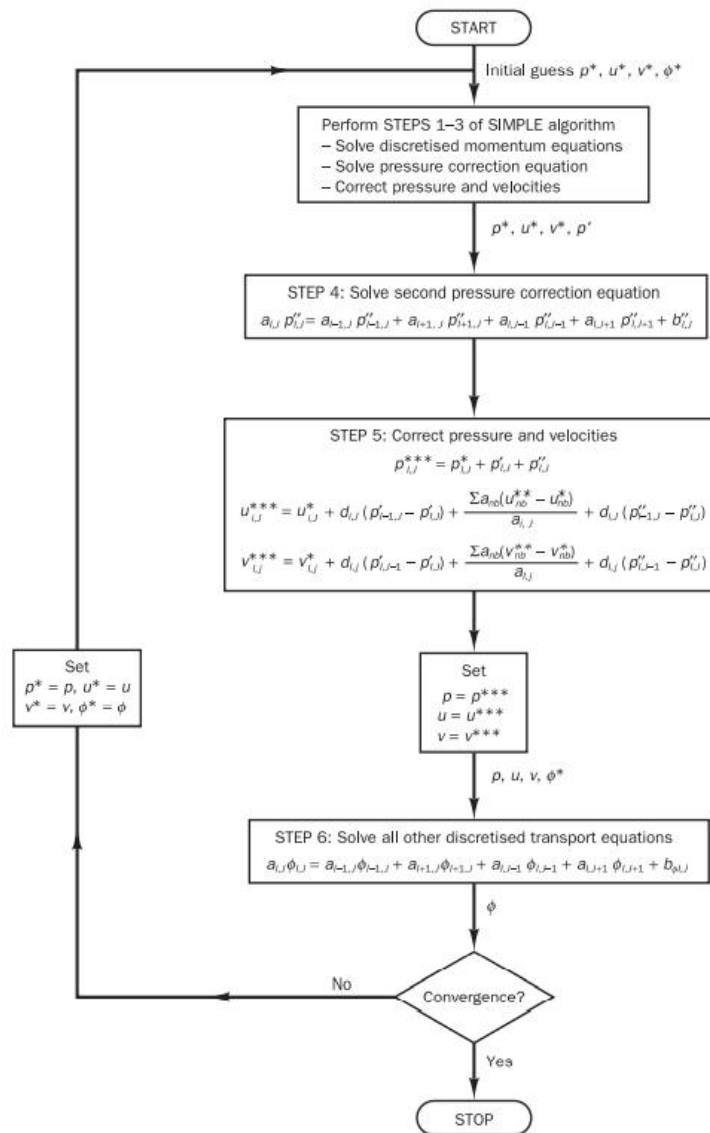 START
Initial guess p*, u*, v*, ϕ*
Perform STEPS 1–3 of SIMPLE algorithm
– Solve discretised momentum equations
– Solve pressure correction equation
– Correct pressure and velocities
p*, u*, v*, p′
STEP 4: Solve second pressure correction equation
a_{I,J} p″_{I,J} = a_{I–1,J} p″_{I–1,J} + a_{I+1,J} p″_{I+1,J} + a_{I,J–1} p″_{I,J–1} + a_{I,J+1} p″_{I,J+1} + b″_{I,J}
STEP 5: Correct pressure and velocities
p***_{I,J} = p*_{I,J} + p′_{I,J} + p″_{I,J}
u***_{i,J} = u*_{i,J} + d_{i,J} (p′_{I–1,J} – p′_{I,J}) + Σa_{nb}(u**_{nb} – u*_{nb}) / a_{i,J} + d_{i,J} (p″_{I–1,J} – p″_{I,J})
v***_{I,j} = v*_{I,j} + d_{I,j} (p′_{I,J–1} – p′_{I,J}) + Σa_{nb}(v**_{nb} – v*_{nb}) / a_{I,j} + d_{I,j} (p″_{I,J–1} – p″_{I,J})
Set
p = p***
u = u***
v = v***
Set
p* = p, u* = u
v* = v, ϕ* = ϕ
p, u, v, ϕ*
STEP 6: Solve all other discretised transport equations
a_{I,J} ϕ_{I,J} = a_{I–1,J} ϕ_{I–1,J} + a_{I+1,J} ϕ_{I+1,J} + a_{I,J–1} ϕ_{I,J–1} + a_{I,J+1} ϕ_{I,J+1} + b_{ϕI,J}
ϕ
No
Convergence?
Yes
STOP